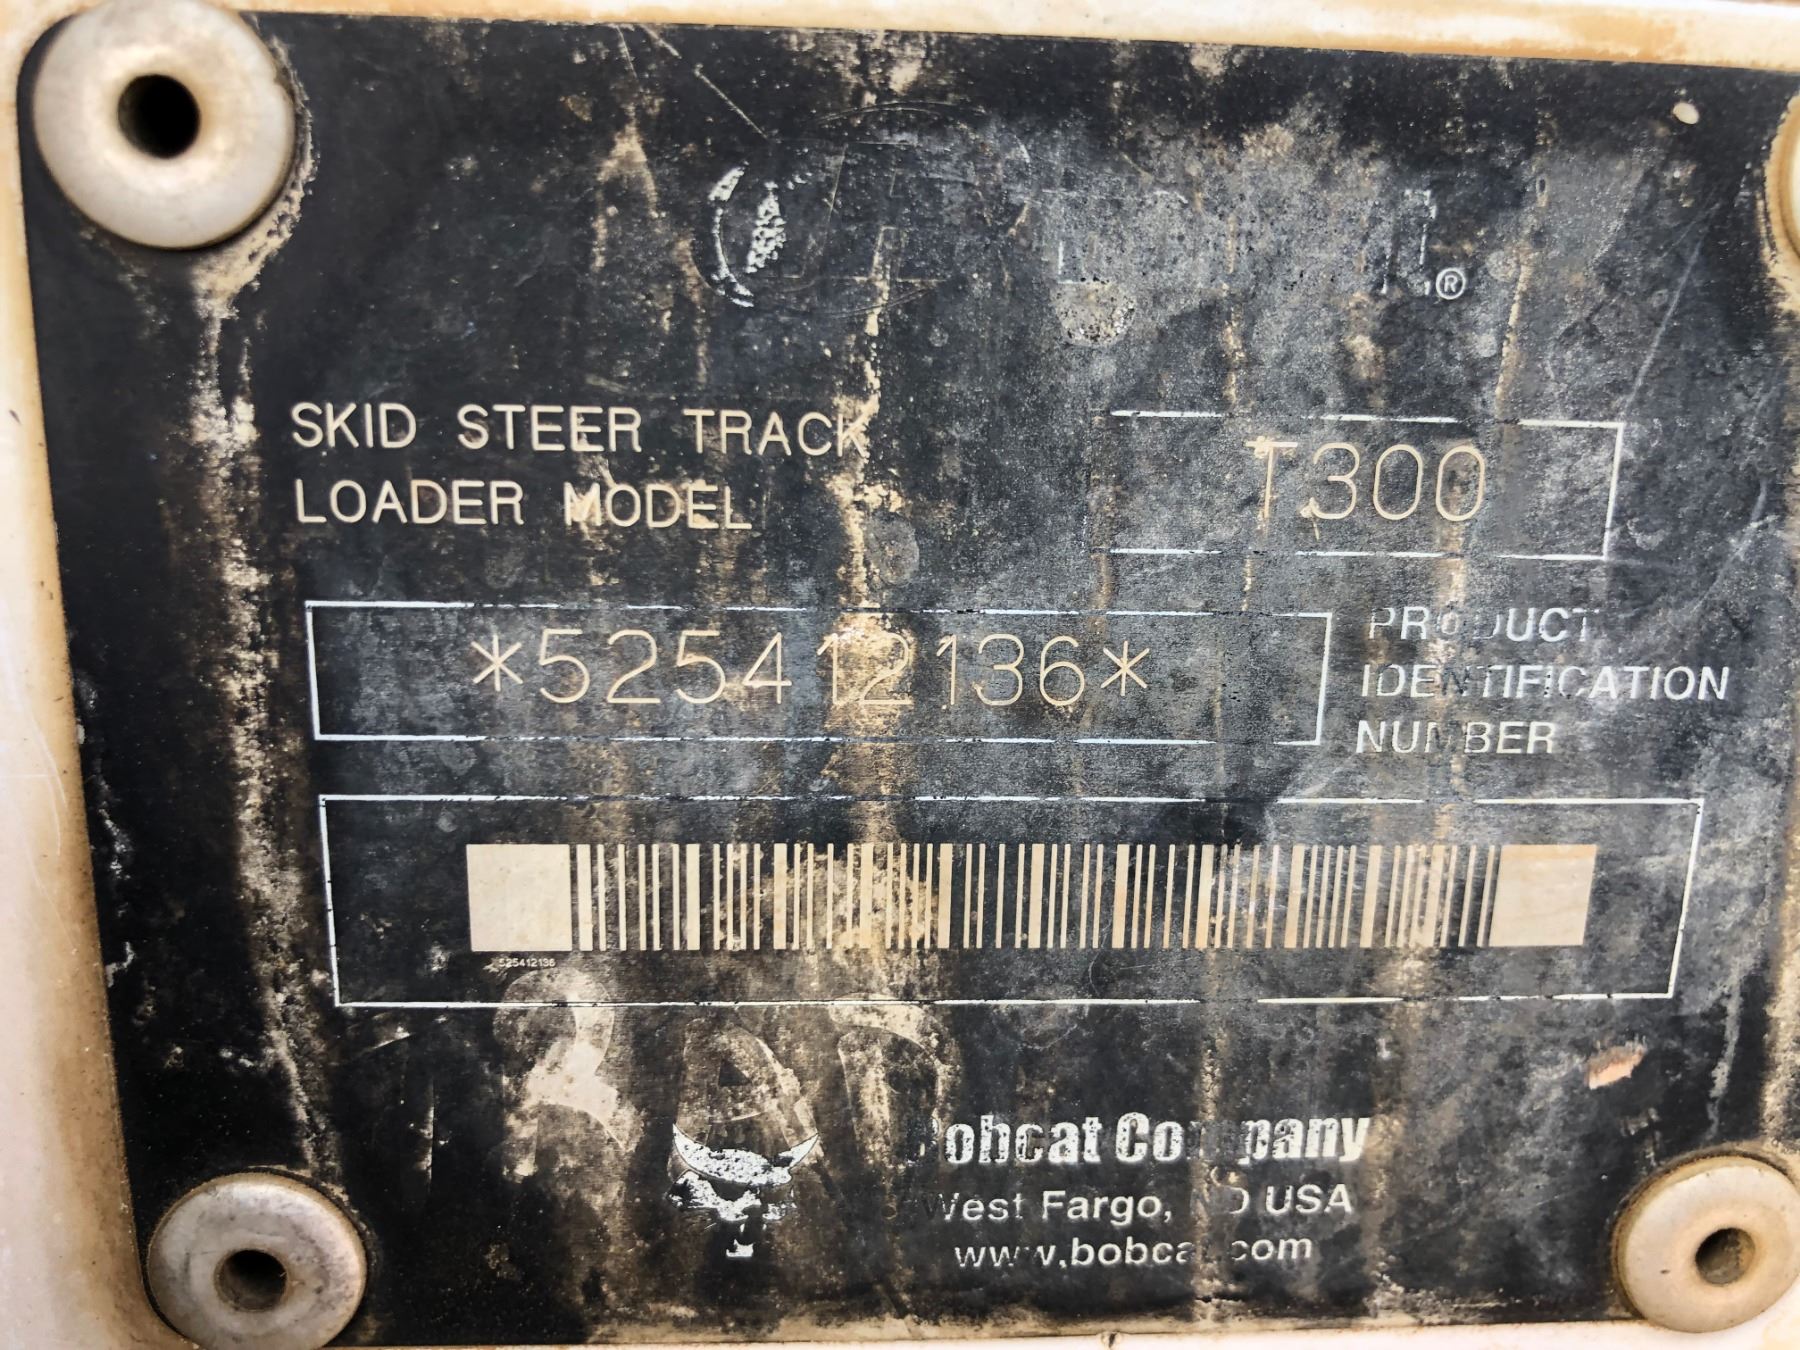 ®
SKID STEER TRACK
LOADER MODEL
T300
*525412136*
PRODUCT
IDENTIFICATION
NUMBER
525412136
Bobcat Company
West Fargo, ND USA
www.bobcat.com